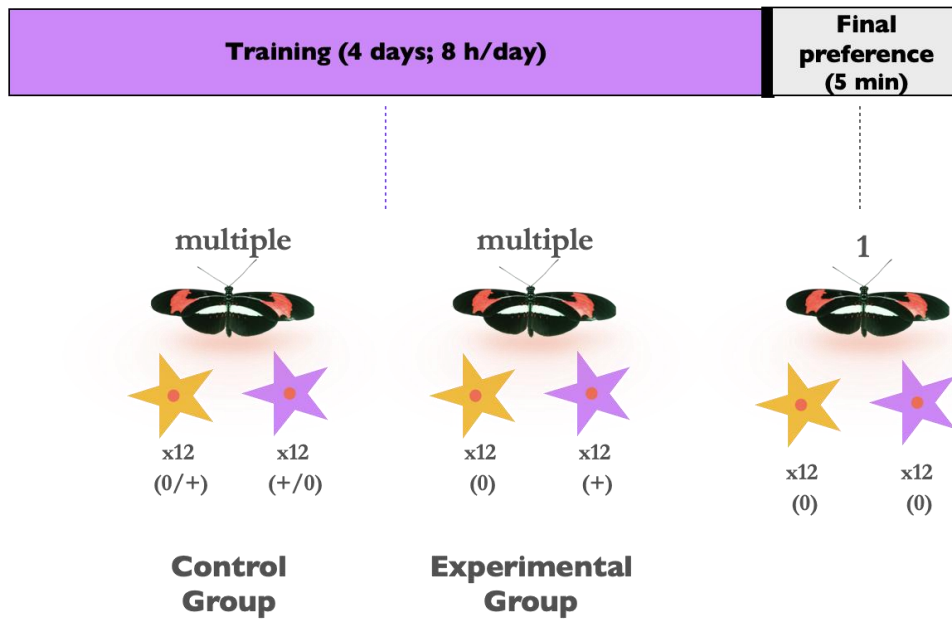 Training (4 days; 8 h/day)
Final
preference
(5 min)
multiple
multiple
1
x12
(0/+)
x12
(+/0)
x12
(0)
x12
(+)
x12
(0)
x12
(0)
Control
Group
Experimental
Group